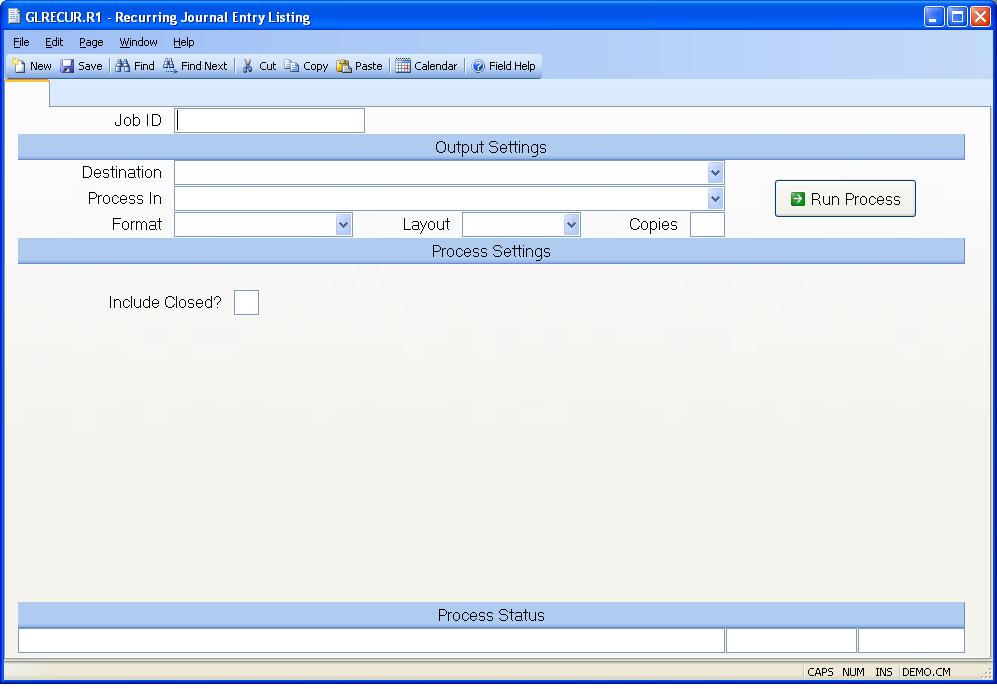 GLRECUR.R1 - Recurring Journal Entry Listing
File Edit Page Window Help
New Save Find Find Next Cut Copy Paste Calendar Field Help
Job ID
Output Settings
Destination
Process In
Run Process
Format Layout Copies
Process Settings
Include Closed?
Process Status
CAPS NUM INS DEMO.CM